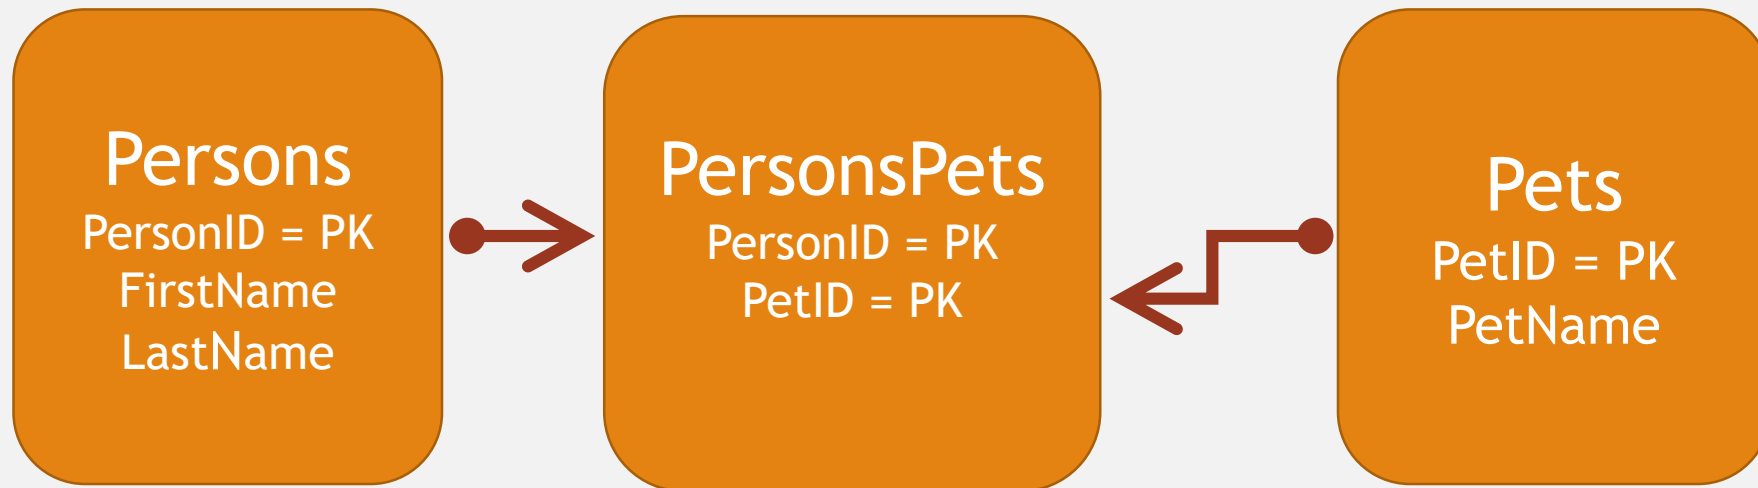 Persons
PersonID = PK
FirstName
LastName
PersonsPets
PersonID = PK
PetID = PK
Pets
PetID = PK
PetName